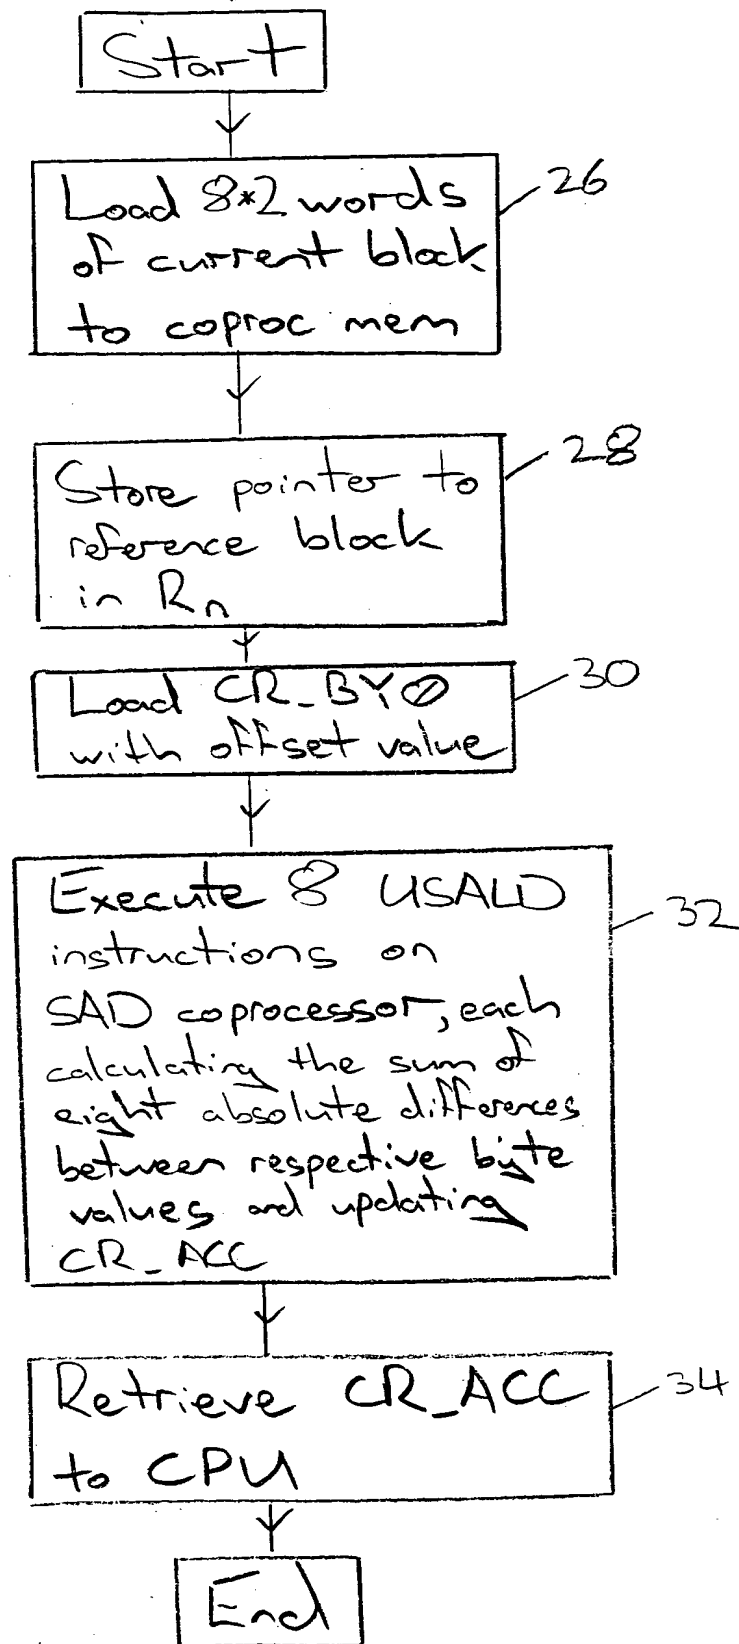 Start
Load 8*2 words
26
of current block
to coproc mem
Store pointer to
28
reference block
in Rn
Load CR_BY0
30
with offset value
Execute 8 USALD
32
instructions on
SAD coprocessor, each
calculating the sum of
eight absolute differences
between respective byte
values and updating
CR_ACC
Retrieve CR_ACC
34
to CPU
End